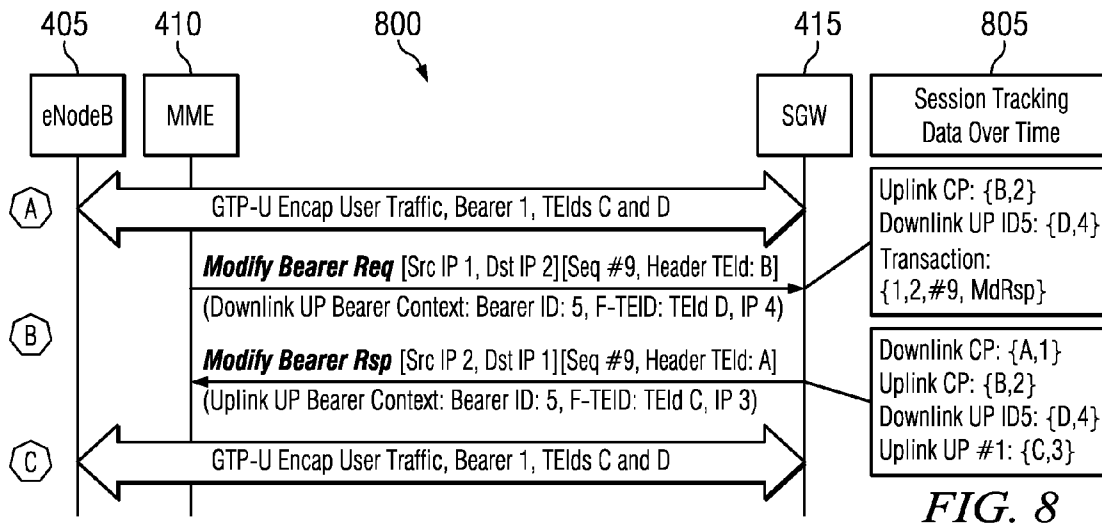 405
410
800
415
805
eNodeB
MME
SGW
Session Tracking
Data Over Time
A
GTP-U Encap User Traffic, Bearer 1, TEIds C and D
Uplink CP: {B,2}
Downlink UP ID5: {D,4}
Transaction:
{1,2,#9, MdRsp}
Modify Bearer Req [Src IP 1, Dst IP 2][Seq #9, Header TEId: B]
(Downlink UP Bearer Context: Bearer ID: 5, F-TEID: TEId D, IP 4)
B
Modify Bearer Rsp [Src IP 2, Dst IP 1][Seq #9, Header TEId: A]
(Uplink UP Bearer Context: Bearer ID: 5, F-TEID: TEId C, IP 3)
Downlink CP: {A,1}
Uplink CP: {B,2}
Downlink UP ID5: {D,4}
Uplink UP #1: {C,3}
C
GTP-U Encap User Traffic, Bearer 1, TEIds C and D
FIG. 8